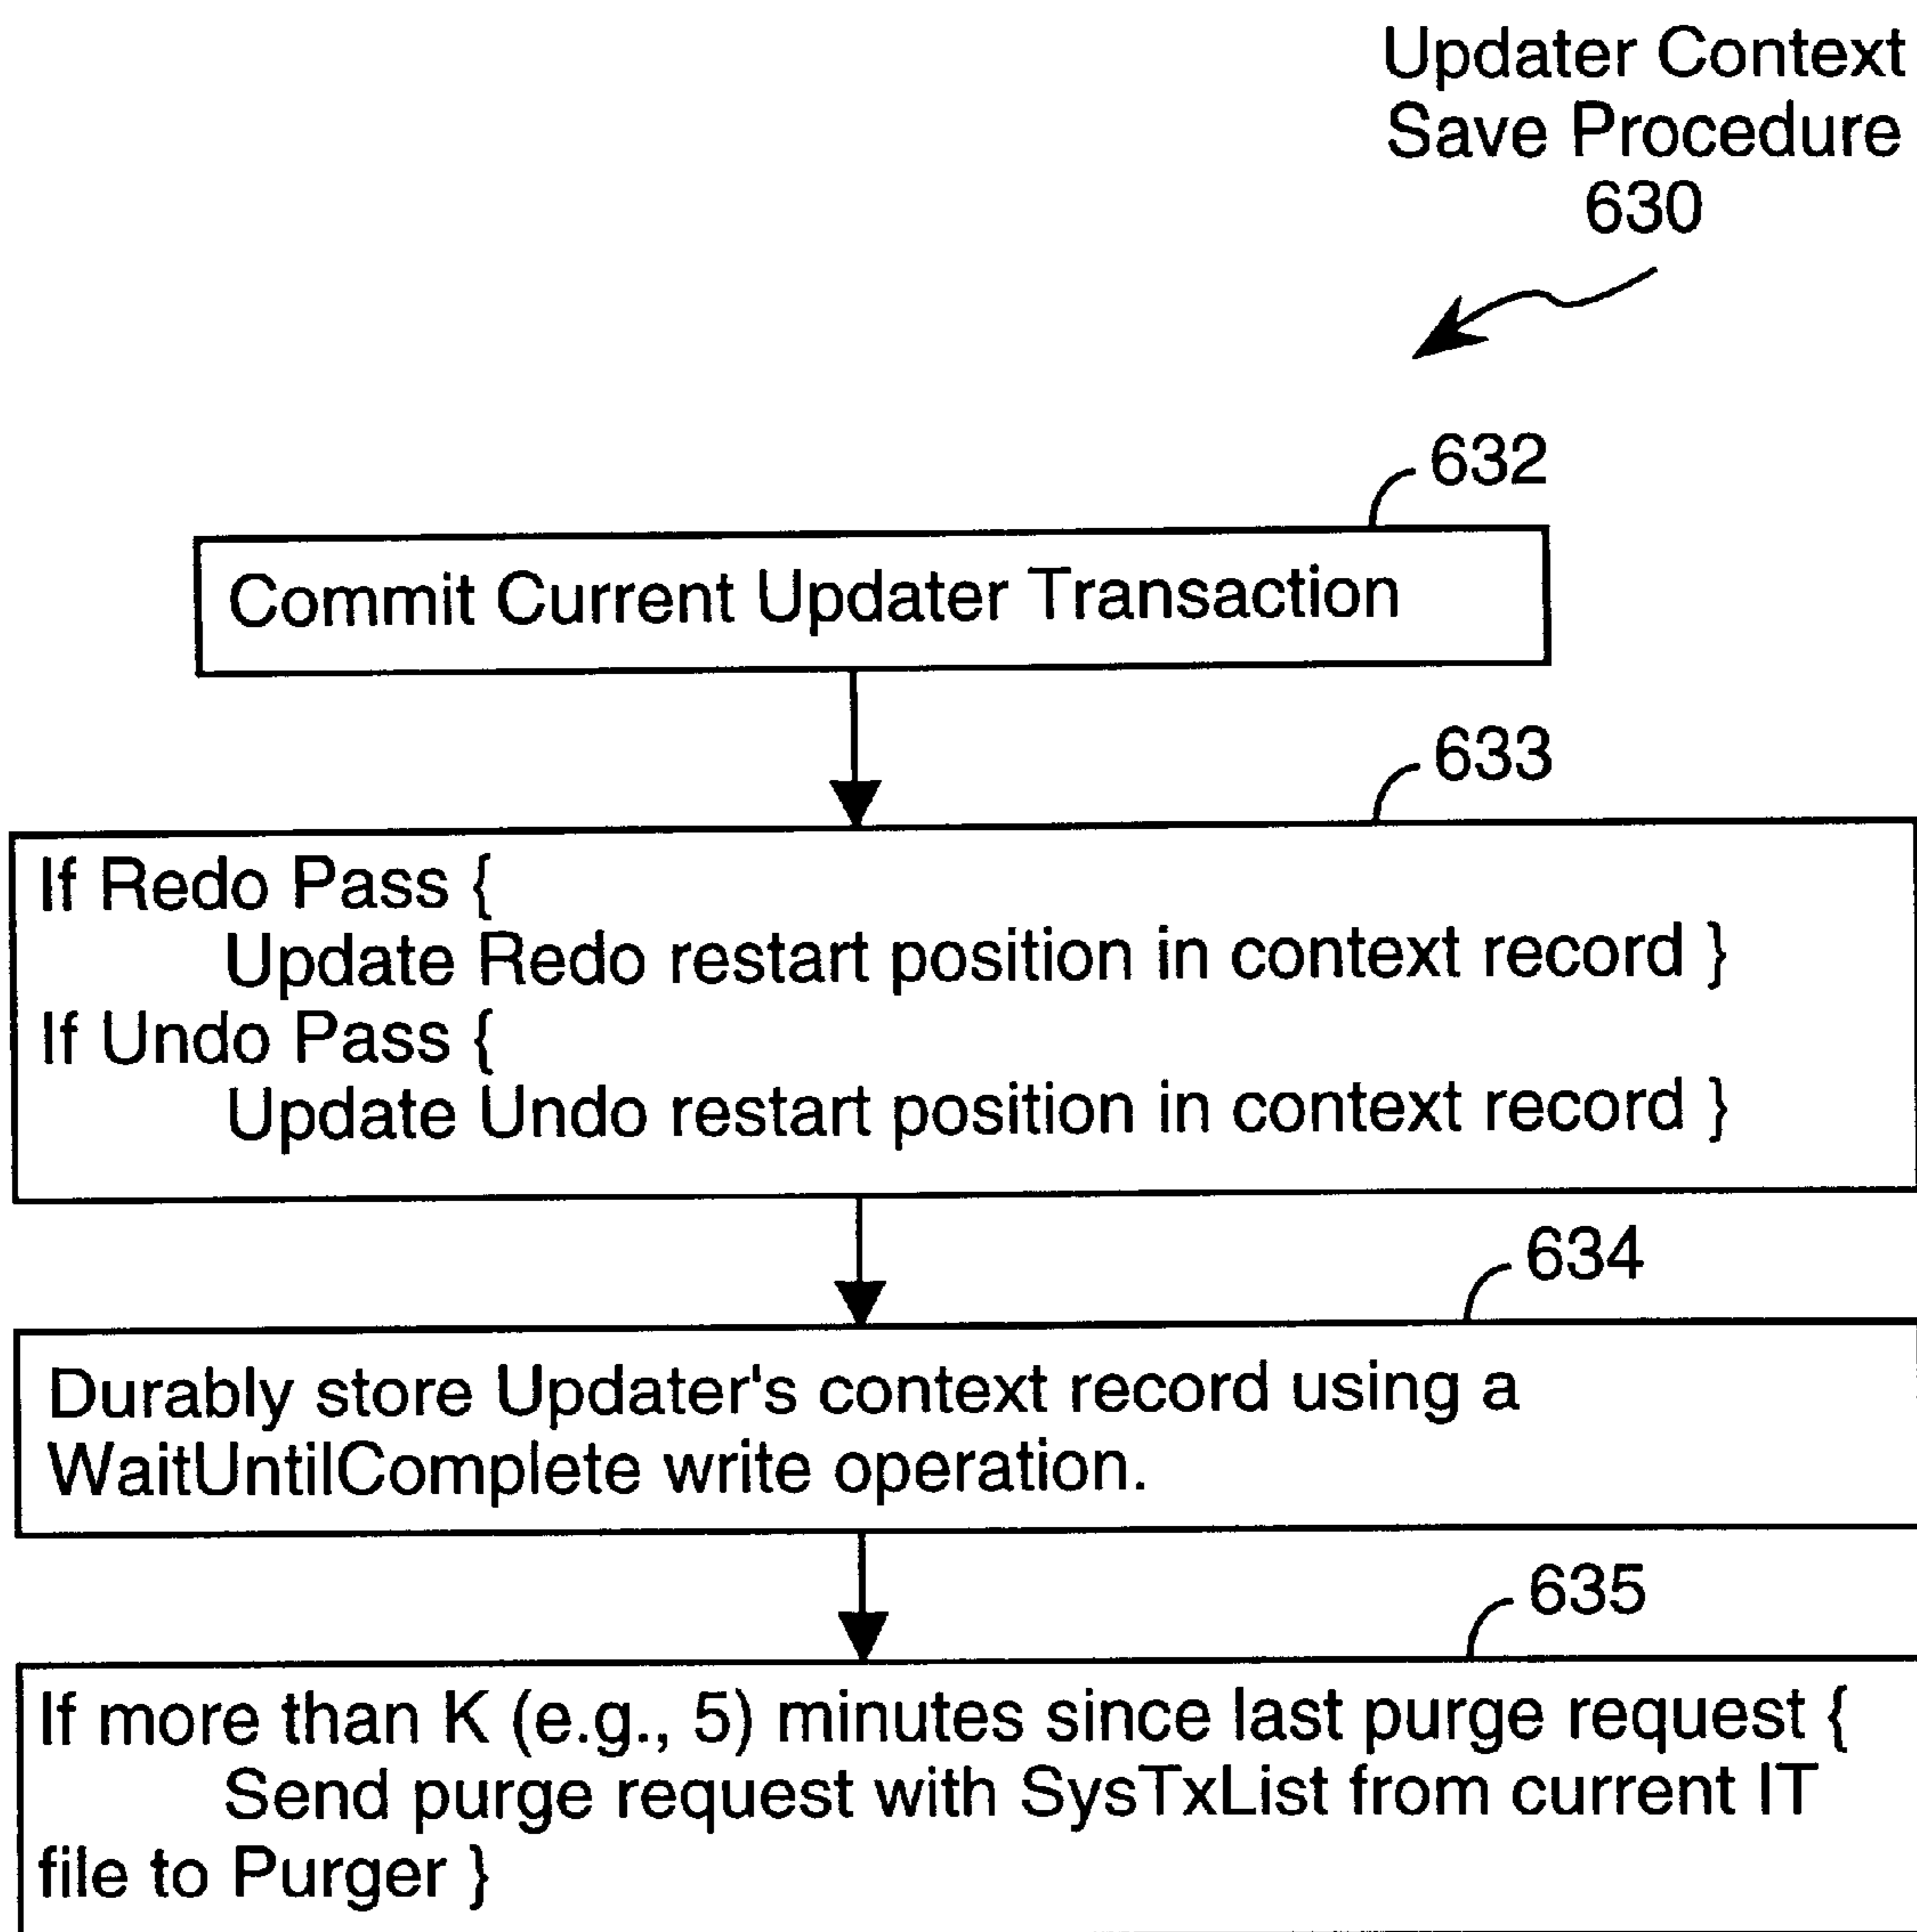 Updater Context
Save Procedure
630
632
Commit Current Updater Transaction
633
If Redo Pass {
Update Redo restart position in context record }
If Undo Pass {
Update Undo restart position in context record }
634
Durably store Updater's context record using a
WaitUntilComplete write operation.
635
If more than K (e.g., 5) minutes since last purge request {
Send purge request with SysTxList from current IT
file to Purger }